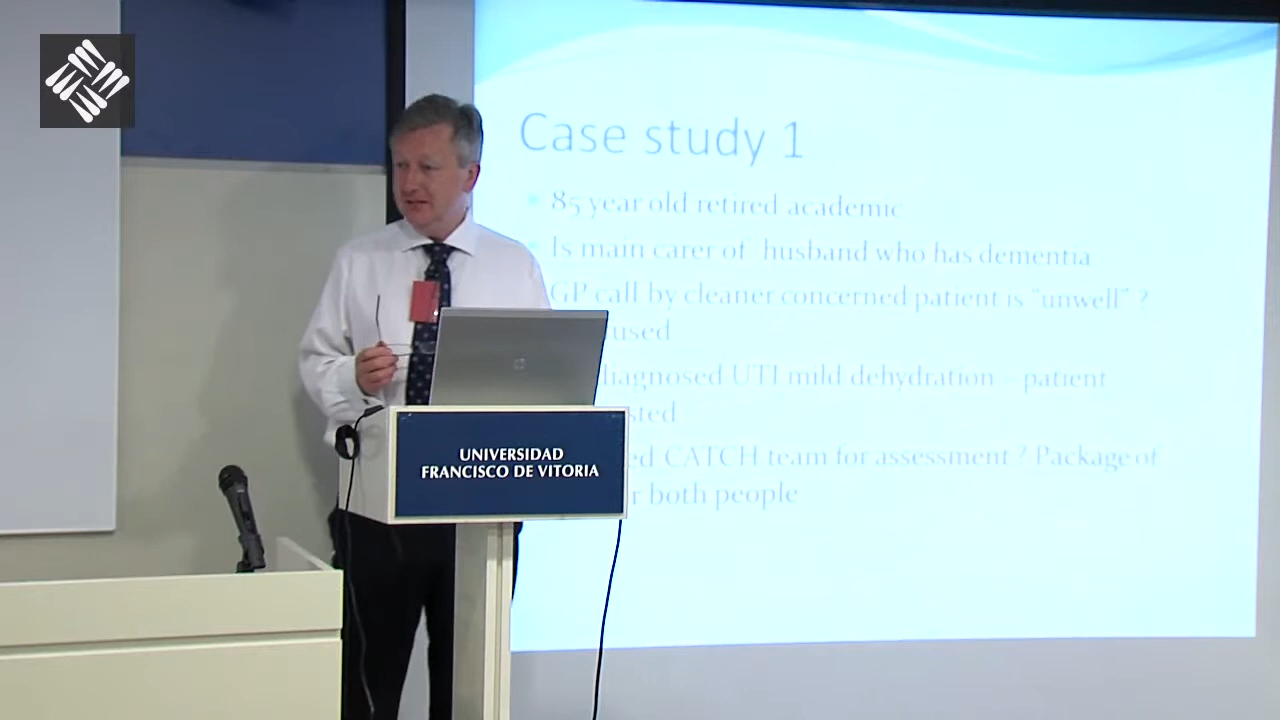 Case study 1
85 year old retired academic
Is main carer of husband who has dementia
GP call by cleaner concerned patient is "unwell" ?
diagnosed UTI mild dehydration – patient
CATCH team for assessment ? Package of
both people
UNIVERSIDAD
FRANCISCO DE VITORIA